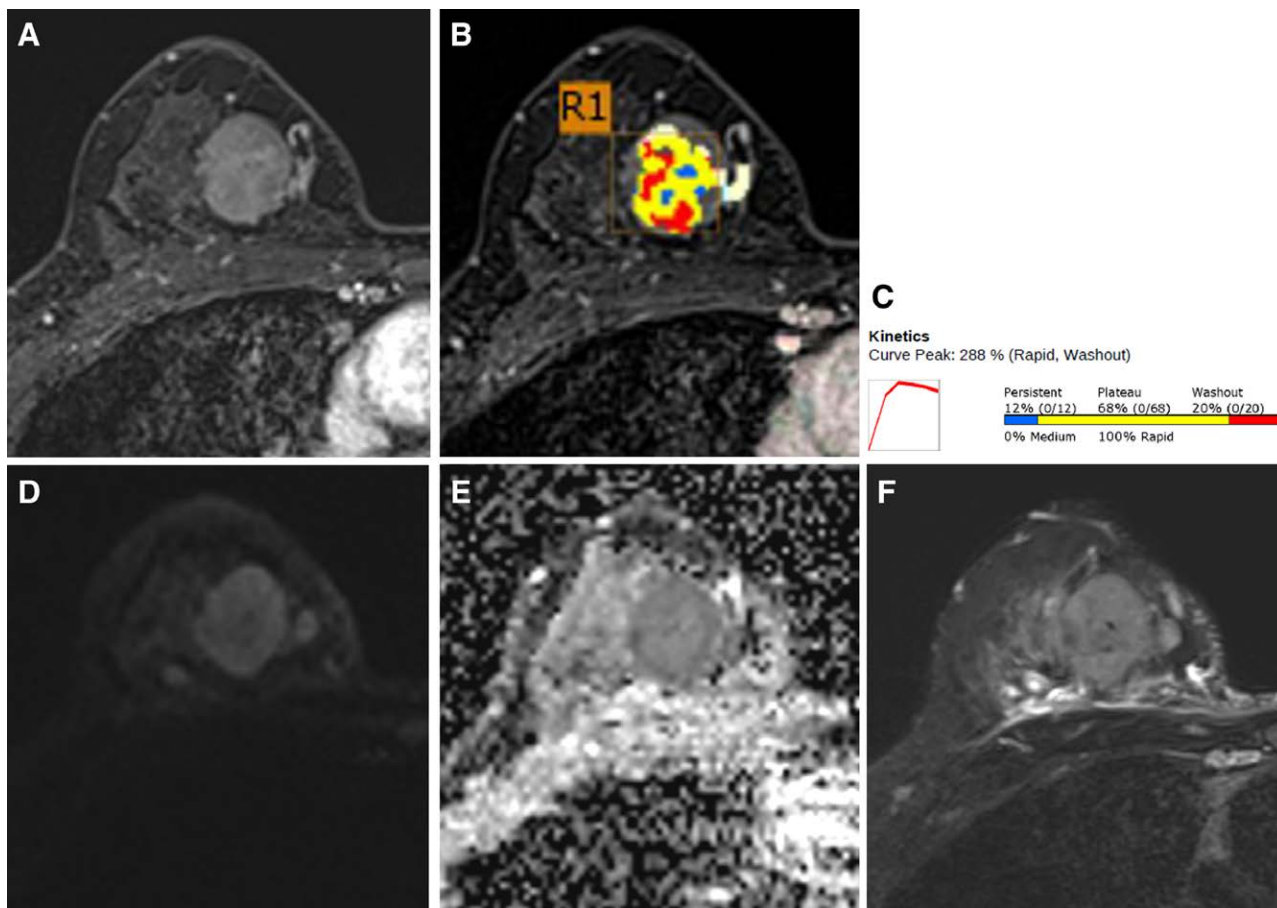 A
B
R1
C
Kinetics
Curve Peak: 288 % (Rapid, Washout)
Persistent Plateau Washout
12% (0/12) 68% (0/68) 20% (0/20)
0% Medium 100% Rapid
D
E
F